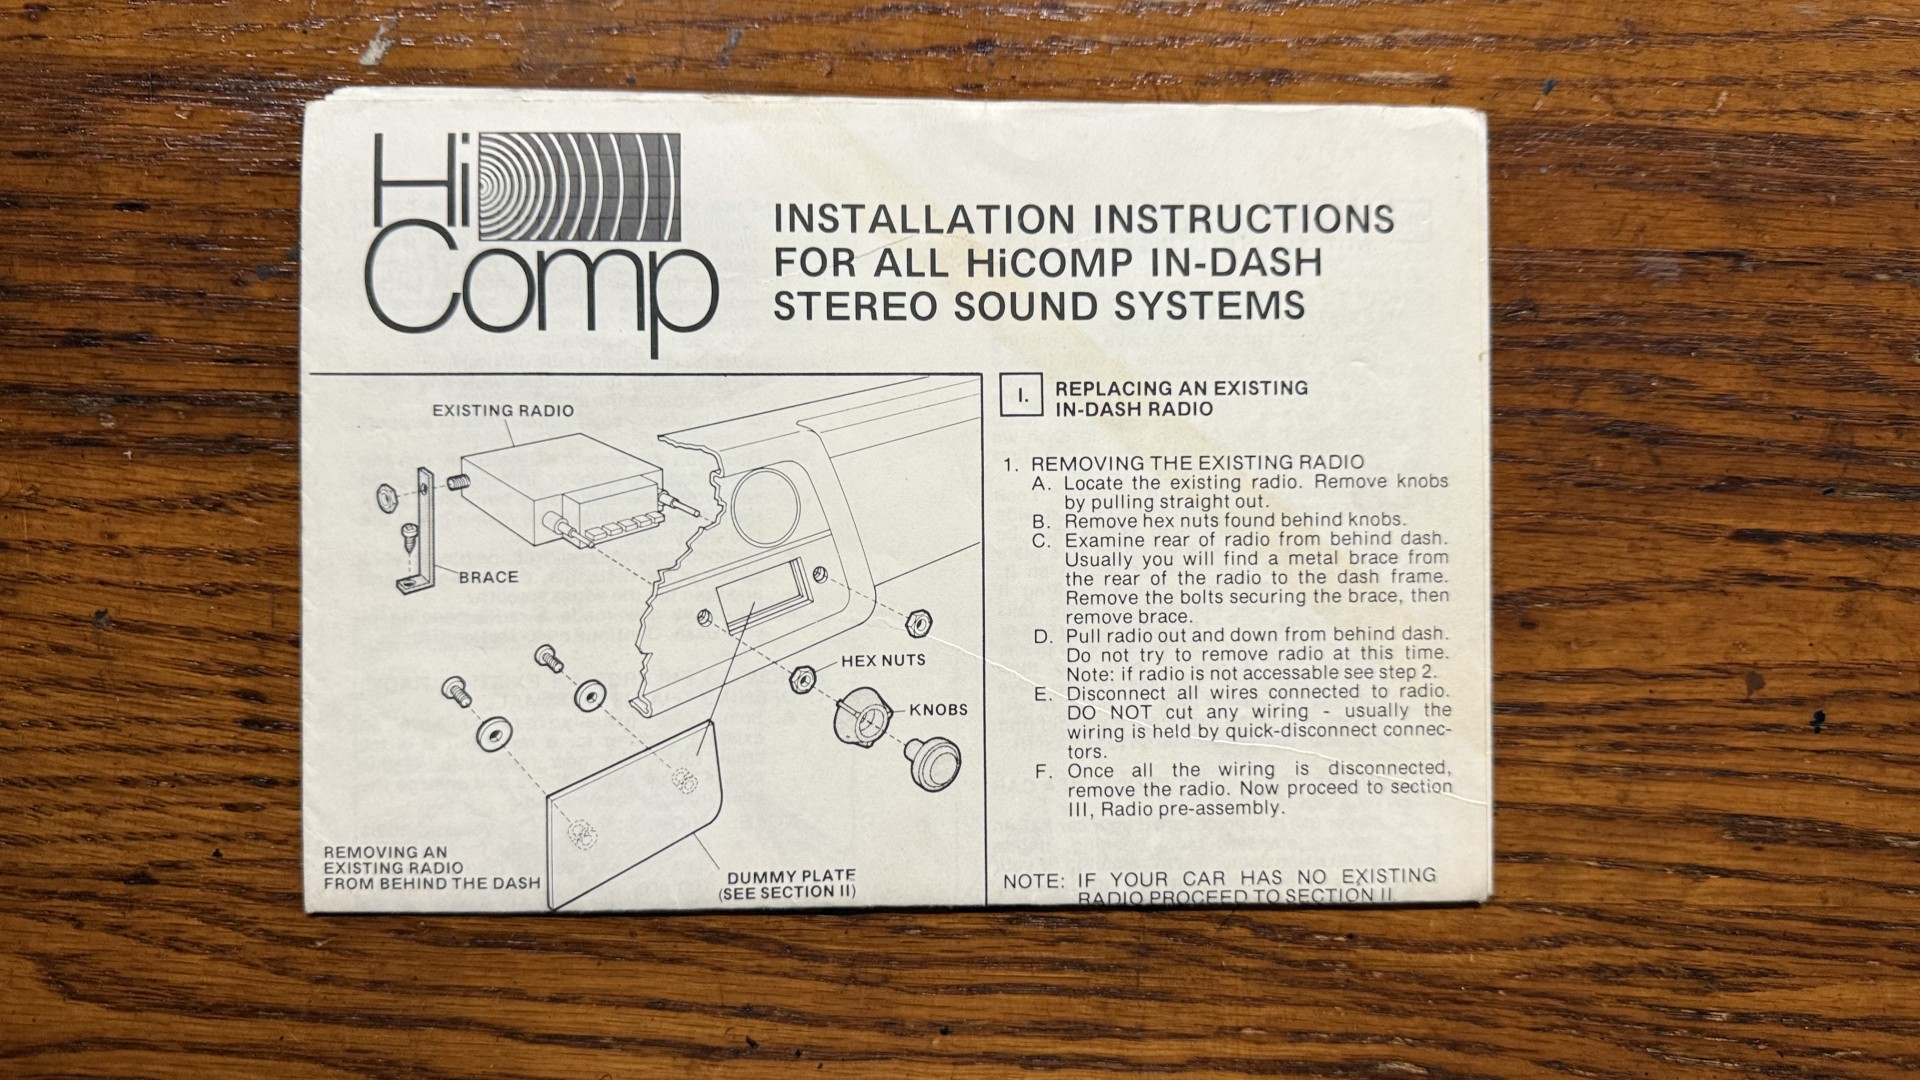 Hi
Comp
INSTALLATION INSTRUCTIONS
FOR ALL HiCOMP IN-DASH
STEREO SOUND SYSTEMS
EXISTING RADIO
BRACE
HEX NUTS
KNOBS
REMOVING AN
EXISTING RADIO
FROM BEHIND THE DASH
DUMMY PLATE
(SEE SECTION II)
I. REPLACING AN EXISTING
IN-DASH RADIO
1. REMOVING THE EXISTING RADIO
A. Locate the existing radio. Remove knobs
by pulling straight out.
B. Remove hex nuts found behind knobs.
C. Examine rear of radio from behind dash.
Usually you will find a metal brace from
the rear of the radio to the dash frame.
Remove the bolts securing the brace, then
remove brace.
D. Pull radio out and down from behind dash.
Do not try to remove radio at this time.
Note: if radio is not accessable see step 2.
E. Disconnect all wires connected to radio.
DO NOT cut any wiring - usually the
wiring is held by quick-disconnect connec-
tors.
F. Once all the wiring is disconnected,
remove the radio. Now proceed to section
III, Radio pre-assembly.
NOTE: IF YOUR CAR HAS NO EXISTING
RADIO PROCEED TO SECTION II.